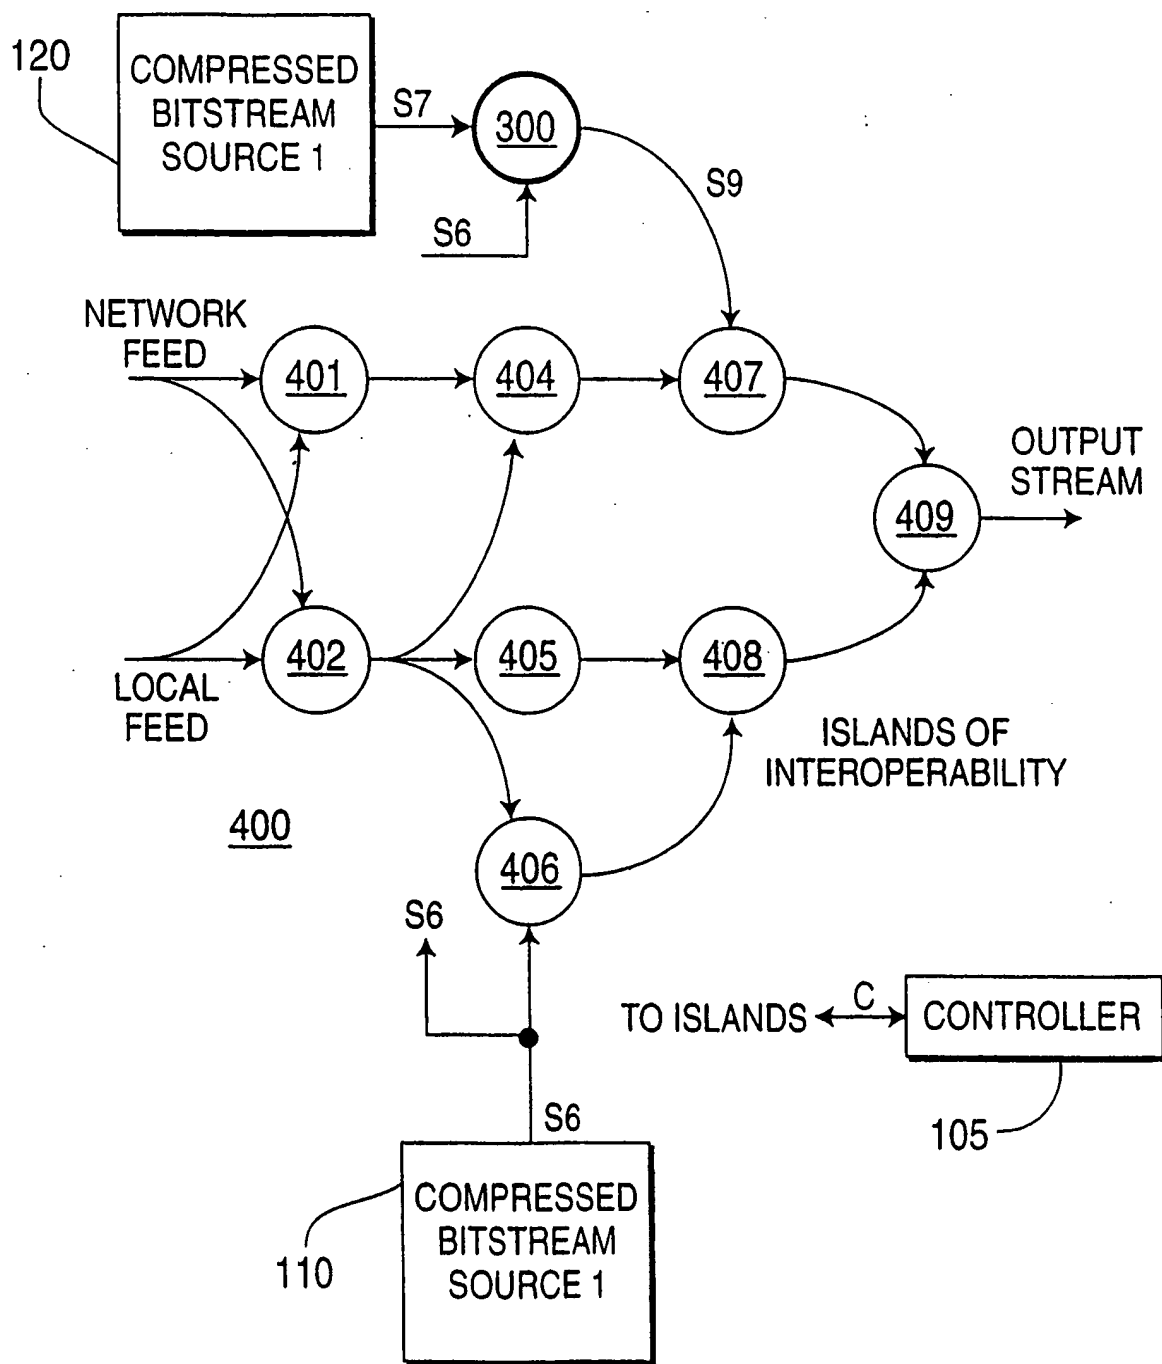 120
COMPRESSED
BITSTREAM
SOURCE 1
S7
300
S9
S6
NETWORK
FEED
401
404
407
OUTPUT
STREAM
409
402
405
408
LOCAL
FEED
ISLANDS OF
INTEROPERABILITY
400
406
S6
TO ISLANDS
C
CONTROLLER
105
S6
COMPRESSED
BITSTREAM
SOURCE 1
110